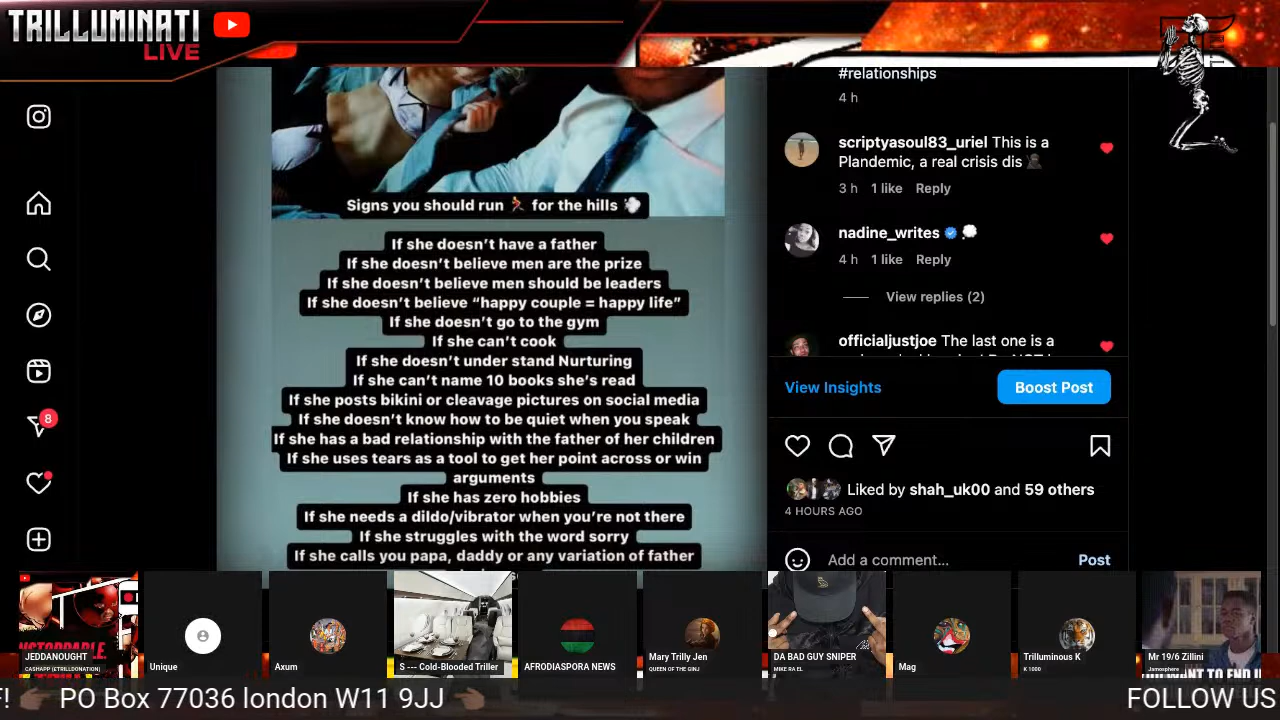 TRILLUMINATI
LIVE
#relationships
4 h
scriptyasoul83_uriel This is a
Plandemic, a real crisis dis
3 h 1 like Reply
nadine_writes
4 h 1 like Reply
View replies (2)
officialjustjoe The last one is a
View Insights
Boost Post
Liked by shah_uk00 and 59 others
4 HOURS AGO
Add a comment...
Post
8
Signs you should run for the hills
If she doesn't have a father
If she doesn't believe men are the prize
If she doesn't believe men should be leaders
If she doesn't believe “happy couple = happy life”
If she doesn't go to the gym
If she can't cook
If she doesn't under stand Nurturing
If she can't name 10 books she's read
If she posts bikini or cleavage pictures on social media
If she doesn't know how to be quiet when you speak
If she has a bad relationship with the father of her children
If she uses tears as a tool to get her point across or win
arguments
If she has zero hobbies
If she needs a dildo/vibrator when you're not there
If she struggles with the word sorry
If she calls you papa, daddy or any variation of father
JEDDANOUGHT
CASHAPP (£TRILLDONATION)
Unique
Axum
S --- Cold-Blooded Triller
AFRODIASPORA NEWS
Mary Trilly Jen
QUEEN OF THE GINJ
DA BAD GUY SNIPER
MIKE RA EL
Mag
Trilluminous K
K 1000
Mr 19/6 Zillini
Jamosphere
F! PO Box 77036 london W11 9JJ
FOLLOW US